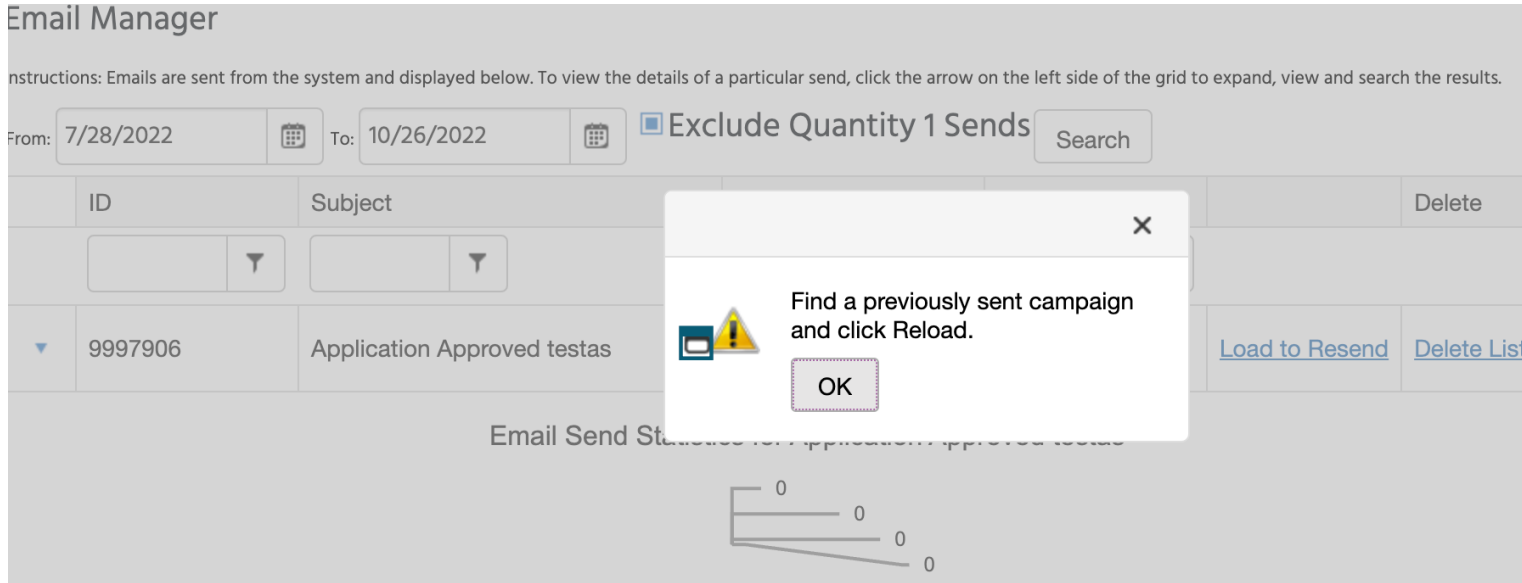 Email Manager
nstructions: Emails are sent from the system and displayed below. To view the details of a particular send, click the arrow on the left side of the grid to expand, view and search the results.
From: 7/28/2022 To: 10/26/2022 Exclude Quantity 1 Sends Search
ID Subject Delete
Find a previously sent campaign
and click Reload.
9997906 Application Approved testas Load to Resend Delete List
OK
Email Send
0
0
0
0